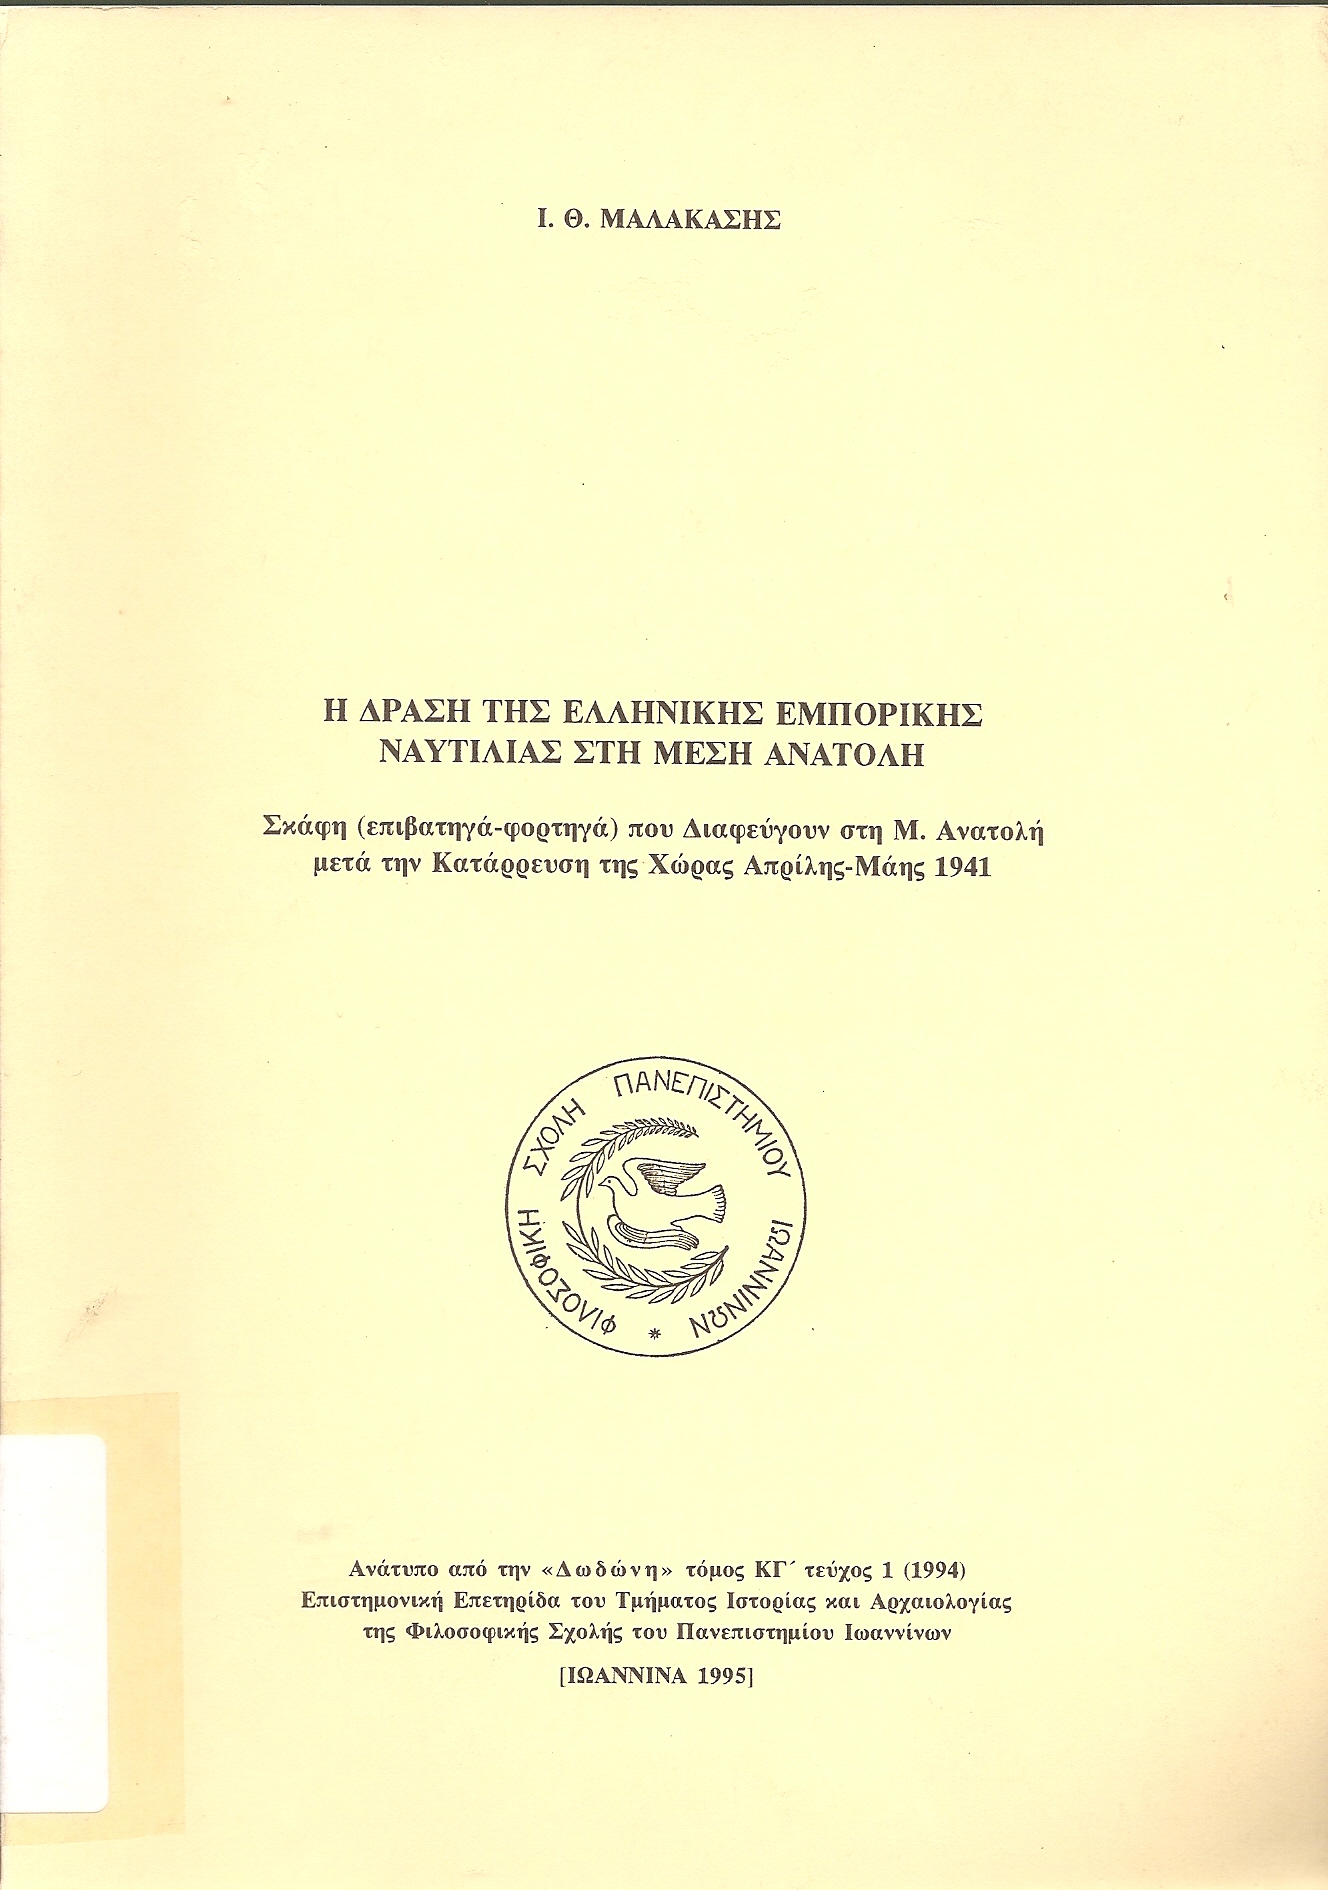 Ι. Θ. ΜΑΛΑΚΑΣΗΣ
Η ΔΡΑΣΗ ΤΗΣ ΕΛΛΗΝΙΚΗΣ ΕΜΠΟΡΙΚΗΣ
ΝΑΥΤΙΛΙΑΣ ΣΤΗ ΜΕΣΗ ΑΝΑΤΟΛΗ
Σκάφη (επιβατηγά-φορτηγά) που Διαφεύγουν στη Μ. Ανατολή
μετά την Κατάρρευση της Χώρας Απρίλης-Μάης 1941
ΦΙΛΟΣΟΦΙΚΗ ΣΧΟΛΗ ΠΑΝΕΠΙΣΤΗΜΙΟΥ ΙΩΑΝΝΙΝΩΝ *
Ανάτυπο από την «Δωδώνη» τόμος ΚΓ΄ τεύχος 1 (1994)
Επιστημονική Επετηρίδα του Τμήματος Ιστορίας και Αρχαιολογίας
της Φιλοσοφικής Σχολής του Πανεπιστημίου Ιωαννίνων
[ΙΩΑΝΝΙΝΑ 1995]